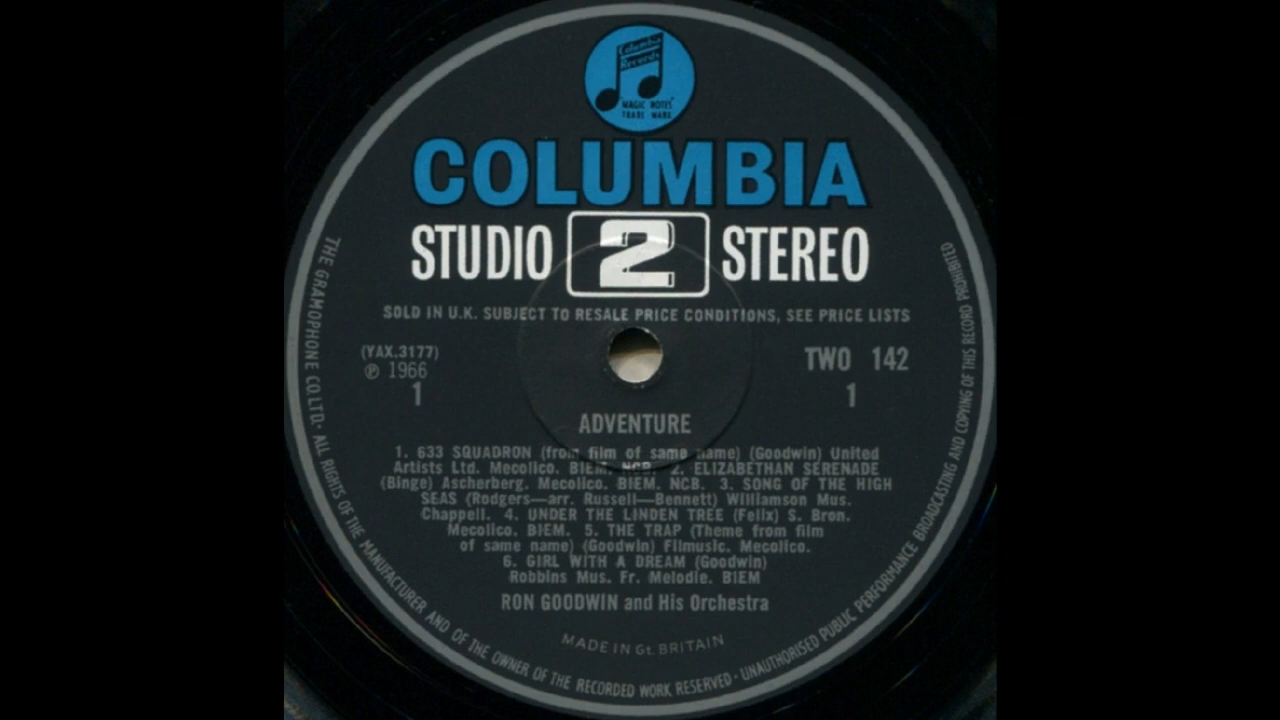 Columbia
Records
"MAGIC NOTES"
TRADE MARK
COLUMBIA
STUDIO 2 STEREO
SOLD IN U.K. SUBJECT TO RESALE PRICE CONDITIONS, SEE PRICE LISTS
(YAX.3177)
℗ 1966
1
TWO 142
1
ADVENTURE
1. 633 SQUADRON (from film of same name) (Goodwin) United
Artists Ltd. Mecolico. BIEM. NCB. 2. ELIZABETHAN SERENADE
(Binge) Ascherberg. Mecolico. BIEM. NCB. 3. SONG OF THE HIGH
SEAS (Rodgers—arr. Russell—Bennett) Williamson Mus.
Chappell. 4. UNDER THE LINDEN TREE (Felix) S. Bron.
Mecolico. BIEM. 5. THE TRAP (Theme from film
of same name) (Goodwin) Filmusic. Mecolico.
6. GIRL WITH A DREAM (Goodwin)
Robbins Mus. Fr. Melodie. BIEM
RON GOODWIN and His Orchestra
MADE IN Gt. BRITAIN
THE GRAMOPHONE CO. LTD. · ALL RIGHTS OF THE MANUFACTURER AND OF THE OWNER OF THE RECORDED WORK RESERVED · UNAUTHORISED PUBLIC PERFORMANCE BROADCASTING AND COPYING OF THIS RECORD PROHIBITED